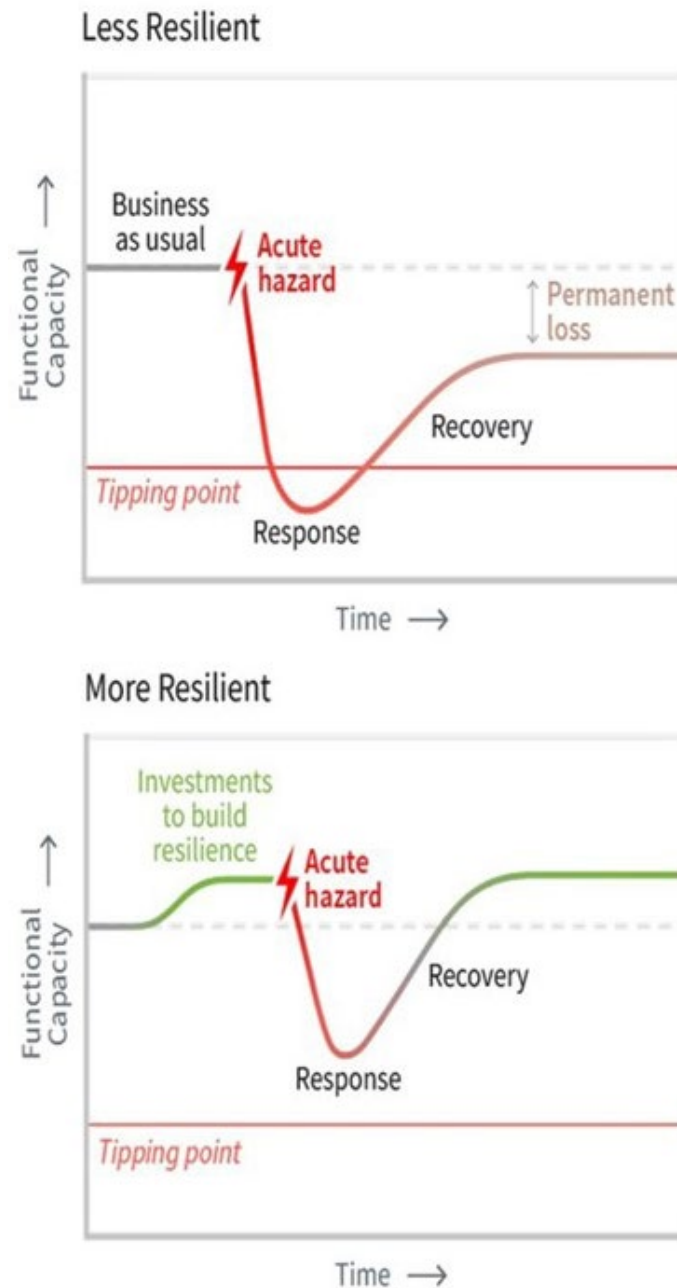 Less Resilient
Functional
Capacity
Business
as usual
Acute
hazard
Permanent
loss
Recovery
Tipping point
Response
Time
More Resilient
Functional
Capacity
Investments
to build
resilience
Acute
hazard
Recovery
Response
Tipping point
Time